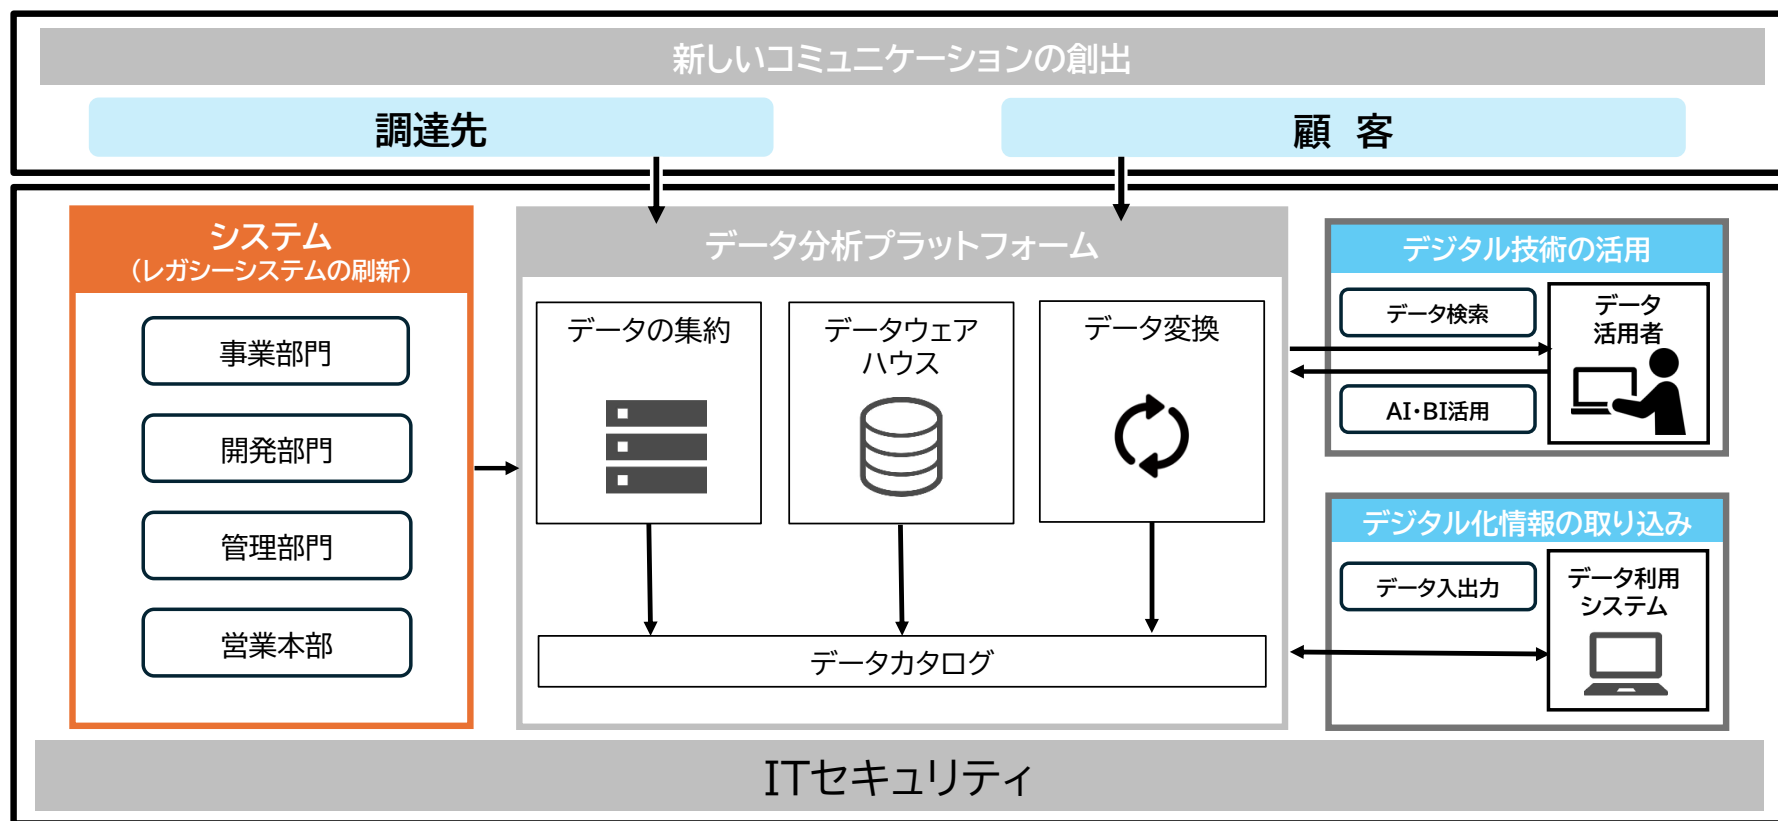 新しいコミュニケーションの創出
調達先
顧 客
システム
（レガシーシステムの刷新）
事業部門
開発部門
管理部門
営業本部
データ分析プラットフォーム
データの集約
データウェア
ハウス
データ変換
データカタログ
デジタル技術の活用
データ検索
AI・BI活用
データ
活用者
デジタル化情報の取り込み
データ入出力
データ利用
システム
ITセキュリティ